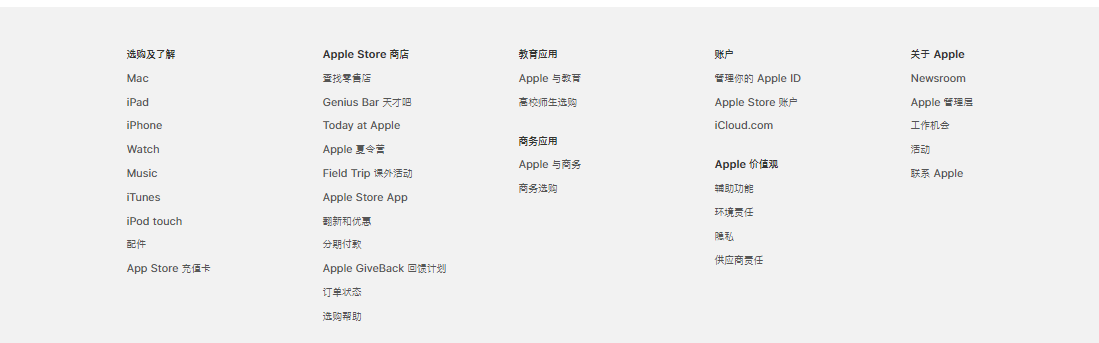 选购及了解
Mac
iPad
iPhone
Watch
Music
iTunes
iPod touch
配件
App Store 充值卡
Apple Store 商店
查找零售店
Genius Bar 天才吧
Today at Apple
Apple 夏令营
Field Trip 课外活动
Apple Store App
翻新和优惠
分期付款
Apple GiveBack 回馈计划
订单状态
选购帮助
教育应用
Apple 与教育
高校师生选购
商务应用
Apple 与商务
商务选购
账户
管理你的 Apple ID
Apple Store 账户
iCloud.com
Apple 价值观
辅助功能
环境责任
隐私
供应商责任
关于 Apple
Newsroom
Apple 管理层
工作机会
活动
联系 Apple